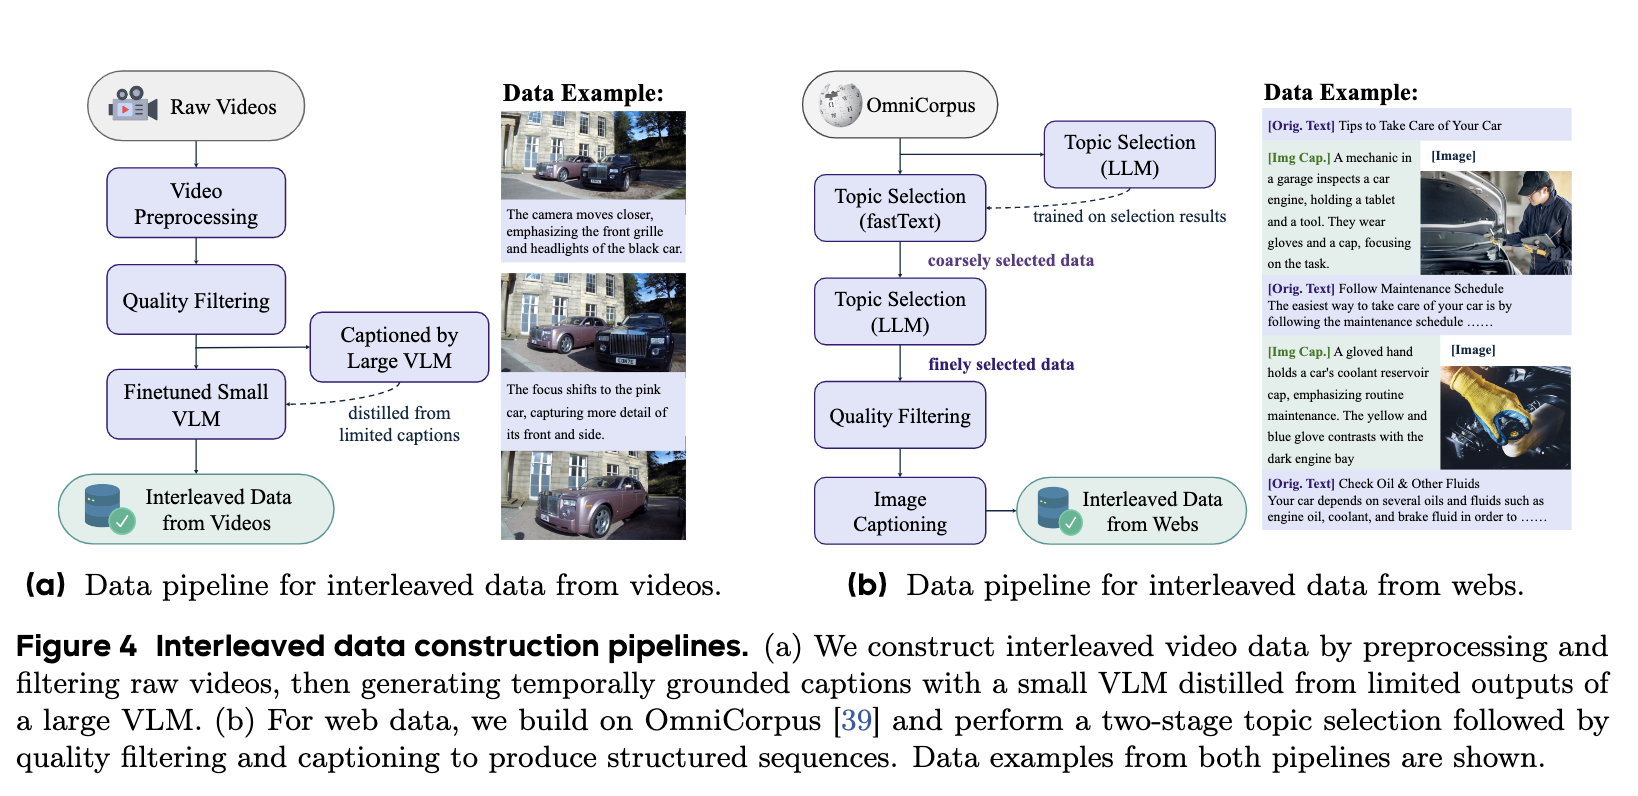 Raw Videos
Video
Preprocessing
Quality Filtering
Captioned by
Large VLM
Finetuned Small
VLM
distilled from
limited captions
Interleaved Data
from Videos
Data Example:
The camera moves closer,
emphasizing the front grille
and headlights of the black car.
The focus shifts to the pink
car, capturing more detail of
its front and side.
(a) Data pipeline for interleaved data from videos.
OmniCorpus
Topic Selection
(LLM)
Topic Selection
(fastText)
trained on selection results
coarsely selected data
Topic Selection
(LLM)
finely selected data
Quality Filtering
Image
Captioning
Interleaved Data
from Webs
Data Example:
[Orig. Text] Tips to Take Care of Your Car
[Img Cap.] A mechanic in
a garage inspects a car
engine, holding a tablet
and a tool. They wear
gloves and a cap, focusing
on the task.
[Image]
[Orig. Text] Follow Maintenance Schedule
The easiest way to take care of your car is by
following the maintenance schedule ……
[Img Cap.] A gloved hand
holds a car's coolant reservoir
cap, emphasizing routine
maintenance. The yellow and
blue glove contrasts with the
dark engine bay
[Image]
[Orig. Text] Check Oil & Other Fluids
Your car depends on several oils and fluids such as
engine oil, coolant, and brake fluid in order to ……
(b) Data pipeline for interleaved data from webs.
Figure 4 Interleaved data construction pipelines. (a) We construct interleaved video data by preprocessing and
filtering raw videos, then generating temporally grounded captions with a small VLM distilled from limited outputs of
a large VLM. (b) For web data, we build on OmniCorpus [39] and perform a two-stage topic selection followed by
quality filtering and captioning to produce structured sequences. Data examples from both pipelines are shown.